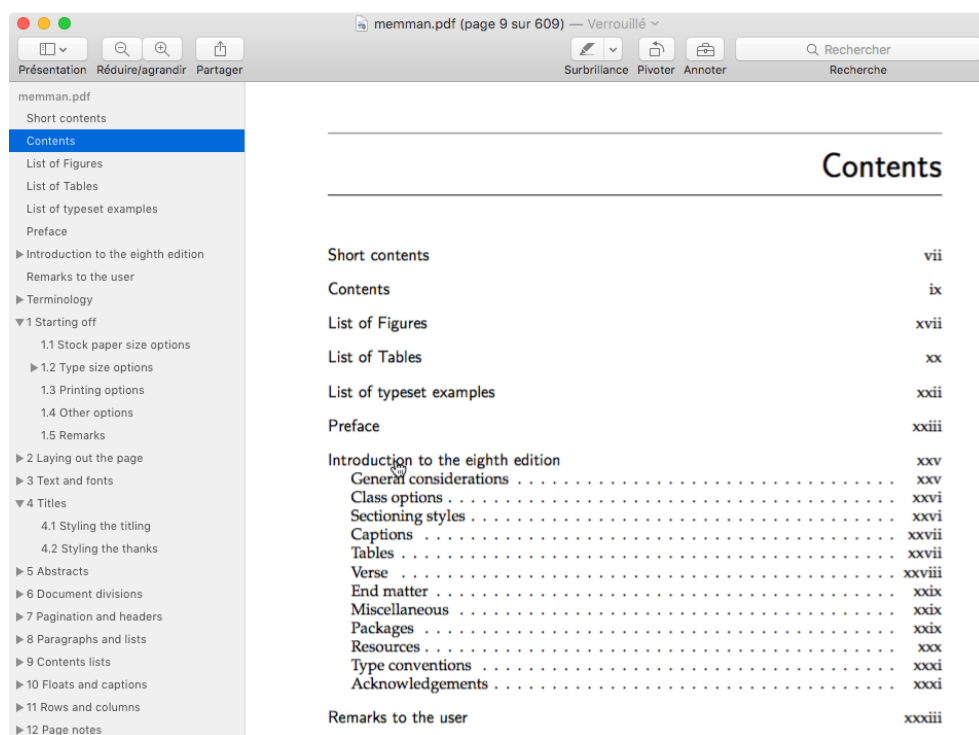 memman.pdf (page 9 sur 609) — Verrouillé
Présentation Réduire/agrandir Partager Surbrillance Pivoter Annoter Rechercher
Recherche
memman.pdf
Short contents
Contents
List of Figures
List of Tables
List of typeset examples
Preface
Introduction to the eighth edition
Remarks to the user
Terminology
1 Starting off
1.1 Stock paper size options
1.2 Type size options
1.3 Printing options
1.4 Other options
1.5 Remarks
2 Laying out the page
3 Text and fonts
4 Titles
4.1 Styling the titling
4.2 Styling the thanks
5 Abstracts
6 Document divisions
7 Pagination and headers
8 Paragraphs and lists
9 Contents lists
10 Floats and captions
11 Rows and columns
12 Page notes
Contents
Short contents vii
Contents ix
List of Figures xvii
List of Tables xx
List of typeset examples xxii
Preface xxiii
Introduction to the eighth edition xxv
General considerations . . . . . . . . . . . . . . . . . . . . . . . . . . . . . . xxv
Class options . . . . . . . . . . . . . . . . . . . . . . . . . . . . . . . . . . . xxvi
Sectioning styles . . . . . . . . . . . . . . . . . . . . . . . . . . . . . . . . . xxvi
Captions . . . . . . . . . . . . . . . . . . . . . . . . . . . . . . . . . . . . . xxvii
Tables . . . . . . . . . . . . . . . . . . . . . . . . . . . . . . . . . . . . . . xxvii
Verse . . . . . . . . . . . . . . . . . . . . . . . . . . . . . . . . . . . . . . xxviii
End matter . . . . . . . . . . . . . . . . . . . . . . . . . . . . . . . . . . . . xxix
Miscellaneous . . . . . . . . . . . . . . . . . . . . . . . . . . . . . . . . . . xxix
Packages . . . . . . . . . . . . . . . . . . . . . . . . . . . . . . . . . . . . . xxix
Resources . . . . . . . . . . . . . . . . . . . . . . . . . . . . . . . . . . . . . xxx
Type conventions . . . . . . . . . . . . . . . . . . . . . . . . . . . . . . . . . xxxi
Acknowledgements . . . . . . . . . . . . . . . . . . . . . . . . . . . . . . . . xxxi
Remarks to the user xxxiii